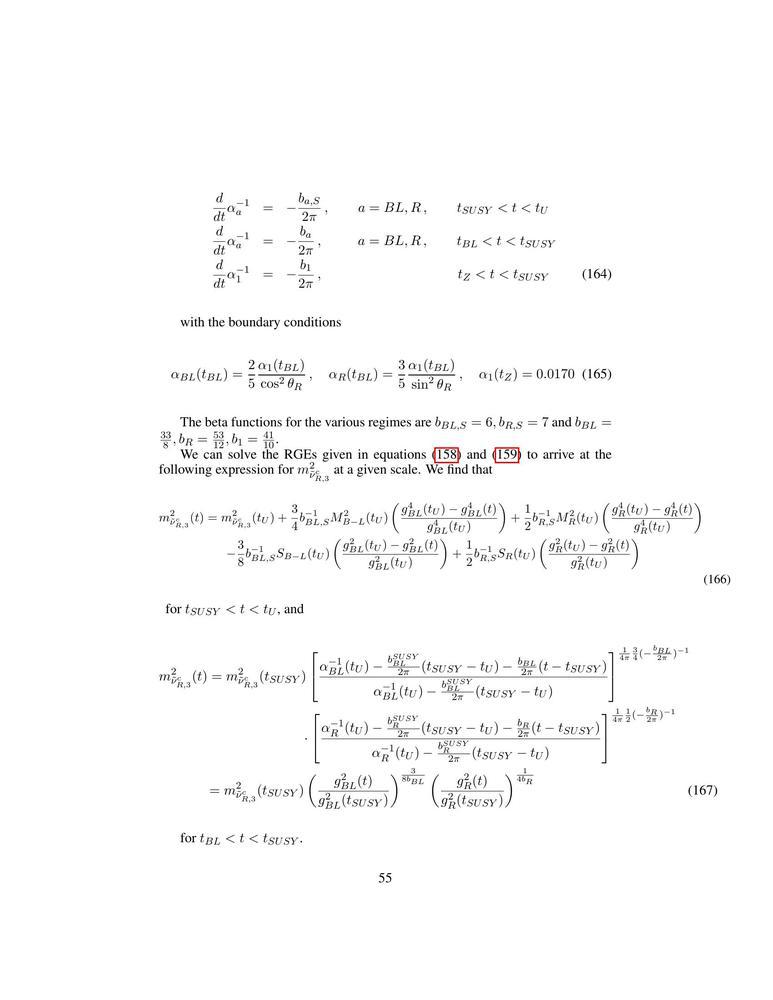 \frac{d}{dt}\alpha_a^{-1} = -\frac{b_{a,S}}{2\pi}, a = BL, R, t_{SUSY} < t < t_U
\frac{d}{dt}\alpha_a^{-1} = -\frac{b_a}{2\pi}, a = BL, R, t_{BL} < t < t_{SUSY}
\frac{d}{dt}\alpha_1^{-1} = -\frac{b_1}{2\pi}, t_Z < t < t_{SUSY} (164)
with the boundary conditions
\alpha_{BL}(t_{BL}) = \frac{2}{5}\frac{\alpha_1(t_{BL})}{\cos^2\theta_R}, \alpha_R(t_{BL}) = \frac{3}{5}\frac{\alpha_1(t_{BL})}{\sin^2\theta_R}, \alpha_1(t_Z) = 0.0170 (165)
The beta functions for the various regimes are b_{BL,S} = 6, b_{R,S} = 7 and b_{BL} =
\frac{33}{8}, b_R = \frac{53}{12}, b_1 = \frac{41}{10}.
We can solve the RGEs given in equations (158) and (159) to arrive at the
following expression for m^2_{\tilde{\nu}^c_{R,3}} at a given scale. We find that
m^2_{\tilde{\nu}^c_{R,3}}(t) = m^2_{\tilde{\nu}^c_{R,3}}(t_U) + \frac{3}{4}b^{-1}_{BL,S}M^2_{B-L}(t_U)\left(\frac{g^4_{BL}(t_U) - g^4_{BL}(t)}{g^4_{BL}(t_U)}\right) + \frac{1}{2}b^{-1}_{R,S}M^2_R(t_U)\left(\frac{g^4_R(t_U) - g^4_R(t)}{g^4_R(t_U)}\right)
-\frac{3}{8}b^{-1}_{BL,S}S_{B-L}(t_U)\left(\frac{g^2_{BL}(t_U) - g^2_{BL}(t)}{g^2_{BL}(t_U)}\right) + \frac{1}{2}b^{-1}_{R,S}S_R(t_U)\left(\frac{g^2_R(t_U) - g^2_R(t)}{g^2_R(t_U)}\right)
(166)
for t_{SUSY} < t < t_U, and
m^2_{\tilde{\nu}^c_{R,3}}(t) = m^2_{\tilde{\nu}^c_{R,3}}(t_{SUSY})\left[\frac{\alpha^{-1}_{BL}(t_U) - \frac{b^{SUSY}_{BL}}{2\pi}(t_{SUSY} - t_U) - \frac{b_{BL}}{2\pi}(t - t_{SUSY})}{\alpha^{-1}_{BL}(t_U) - \frac{b^{SUSY}_{BL}}{2\pi}(t_{SUSY} - t_U)}\right]^{\frac{1}{4\pi}\frac{3}{4}(-\frac{b_{BL}}{2\pi})^{-1}}
.\left[\frac{\alpha^{-1}_R(t_U) - \frac{b^{SUSY}_R}{2\pi}(t_{SUSY} - t_U) - \frac{b_R}{2\pi}(t - t_{SUSY})}{\alpha^{-1}_R(t_U) - \frac{b^{SUSY}_R}{2\pi}(t_{SUSY} - t_U)}\right]^{\frac{1}{4\pi}\frac{1}{2}(-\frac{b_R}{2\pi})^{-1}}
= m^2_{\tilde{\nu}^c_{R,3}}(t_{SUSY})\left(\frac{g^2_{BL}(t)}{g^2_{BL}(t_{SUSY})}\right)^{\frac{3}{8b_{BL}}}\left(\frac{g^2_R(t)}{g^2_R(t_{SUSY})}\right)^{\frac{1}{4b_R}} (167)
for t_{BL} < t < t_{SUSY}.
55